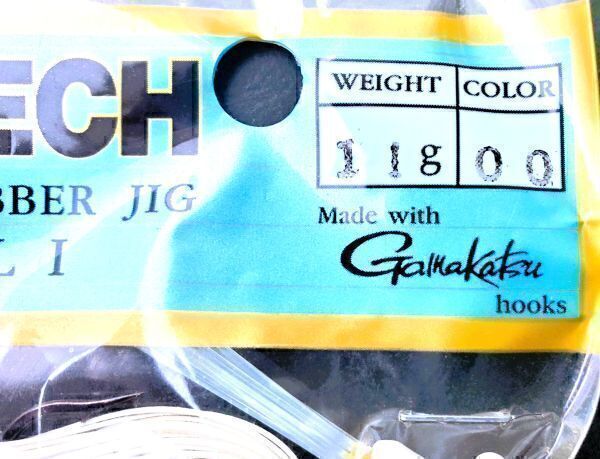 ECH
BBER JIG
L I
WEIGHT COLOR
11g 00
Made with
Gamakatsu
hooks